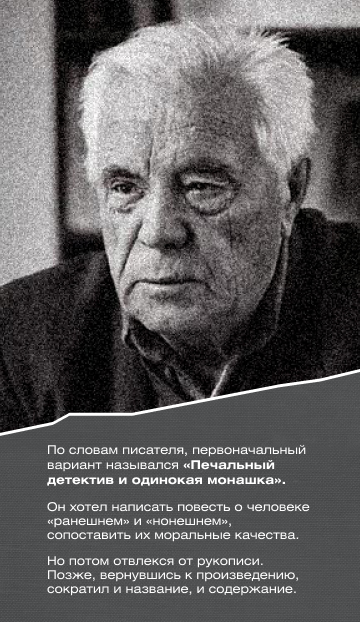 По словам писателя, первоначальный
вариант назывался «Печальный
детектив и одинокая монашка».
Он хотел написать повесть о человеке
«ранешнем» и «нонешнем»,
сопоставить их моральные качества.
Но потом отвлекся от рукописи.
Позже, вернувшись к произведению,
сократил и название, и содержание.